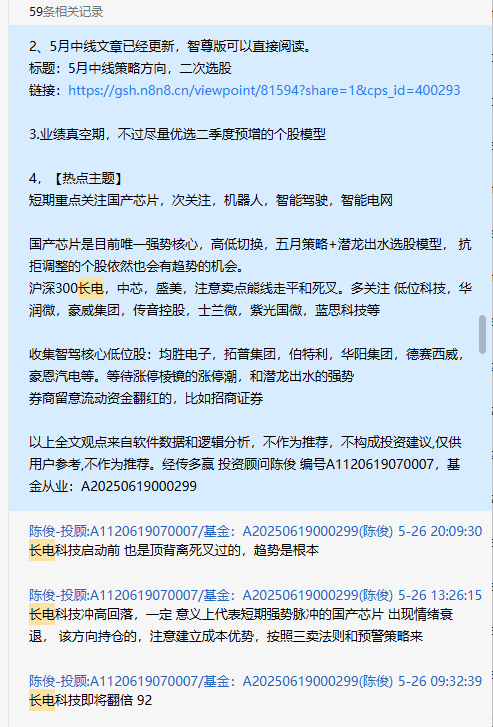 59条相关记录
2、5月中线文章已经更新，智尊版可以直接阅读。
标题：5月中线策略方向，二次选股
链接：https://gsh.n8n8.cn/viewpoint/81594?share=1&cps_id=400293
3.业绩真空期，不过尽量优选二季度预增的个股模型
4，【热点主题】
短期重点关注国产芯片，次关注，机器人，智能驾驶，智能电网
国产芯片是目前唯一强势核心，高低切换，五月策略+潜龙出水选股模型， 抗
拒调整的个股依然也会有趋势的机会。
沪深300长电，中芯，盛美，注意卖点能线走平和死叉。多关注 低位科技，华
润微，豪威集团，传音控股，士兰微，紫光国微，蓝思科技等
收集智驾核心低位股：均胜电子，拓普集团，伯特利，华阳集团，德赛西威，
豪恩汽电等。等待涨停棱镜的涨停潮，和潜龙出水的强势
券商留意流动资金翻红的，比如招商证券
以上全文观点来自软件数据和逻辑分析，不作为推荐，不构成投资建议,仅供
用户参考,不作为推荐。经传多赢 投资顾问陈俊 编号A1120619070007，基
金从业：A20250619000299
陈俊-投顾:A1120619070007/基金：A20250619000299(陈俊) 5-26 20:09:30
长电科技启动前 也是顶背离死叉过的，趋势是根本
陈俊-投顾:A1120619070007/基金：A20250619000299(陈俊) 5-26 13:26:15
长电科技冲高回落，一定 意义上代表短期强势脉冲的国产芯片 出现情绪衰
退， 该方向持仓的，注意建立成本优势，按照三卖法则和预警策略来
陈俊-投顾:A1120619070007/基金：A20250619000299(陈俊) 5-26 09:32:39
长电科技即将翻倍 92